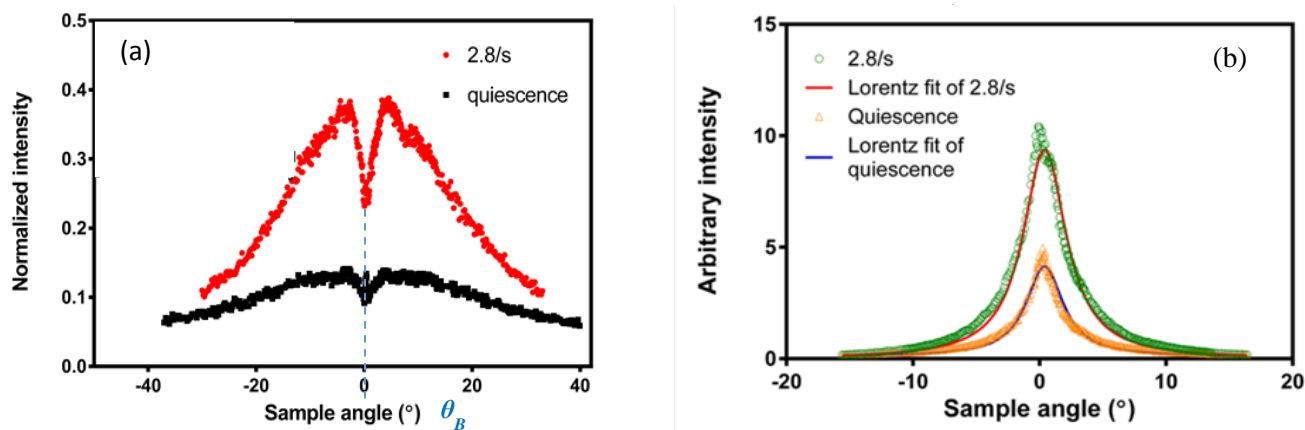 (a)
2.8/s
quiescence
Normalized intensity
0.5
0.4
0.3
0.2
0.1
0.0
-40
-20
0
20
40
Sample angle (°)
θB
(b)
2.8/s
Lorentz fit of 2.8/s
Quiescence
Lorentz fit of
quiescence
Arbitrary intensity
15
10
5
0
-20
-10
0
10
20
Sample angle (°)